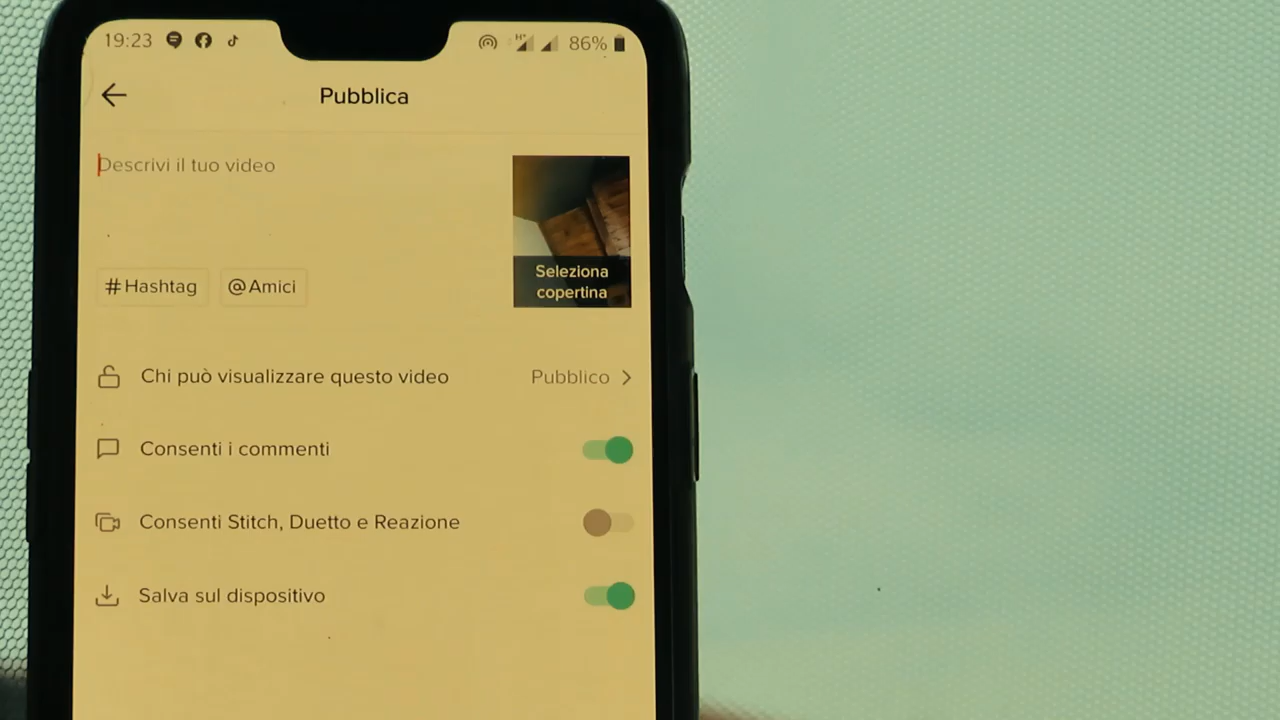 19:23 H+ 86%
Pubblica
Descrivi il tuo video
Seleziona
copertina
#Hashtag @Amici
Chi può visualizzare questo video Pubblico
Consenti i commenti
Consenti Stitch, Duetto e Reazione
Salva sul dispositivo